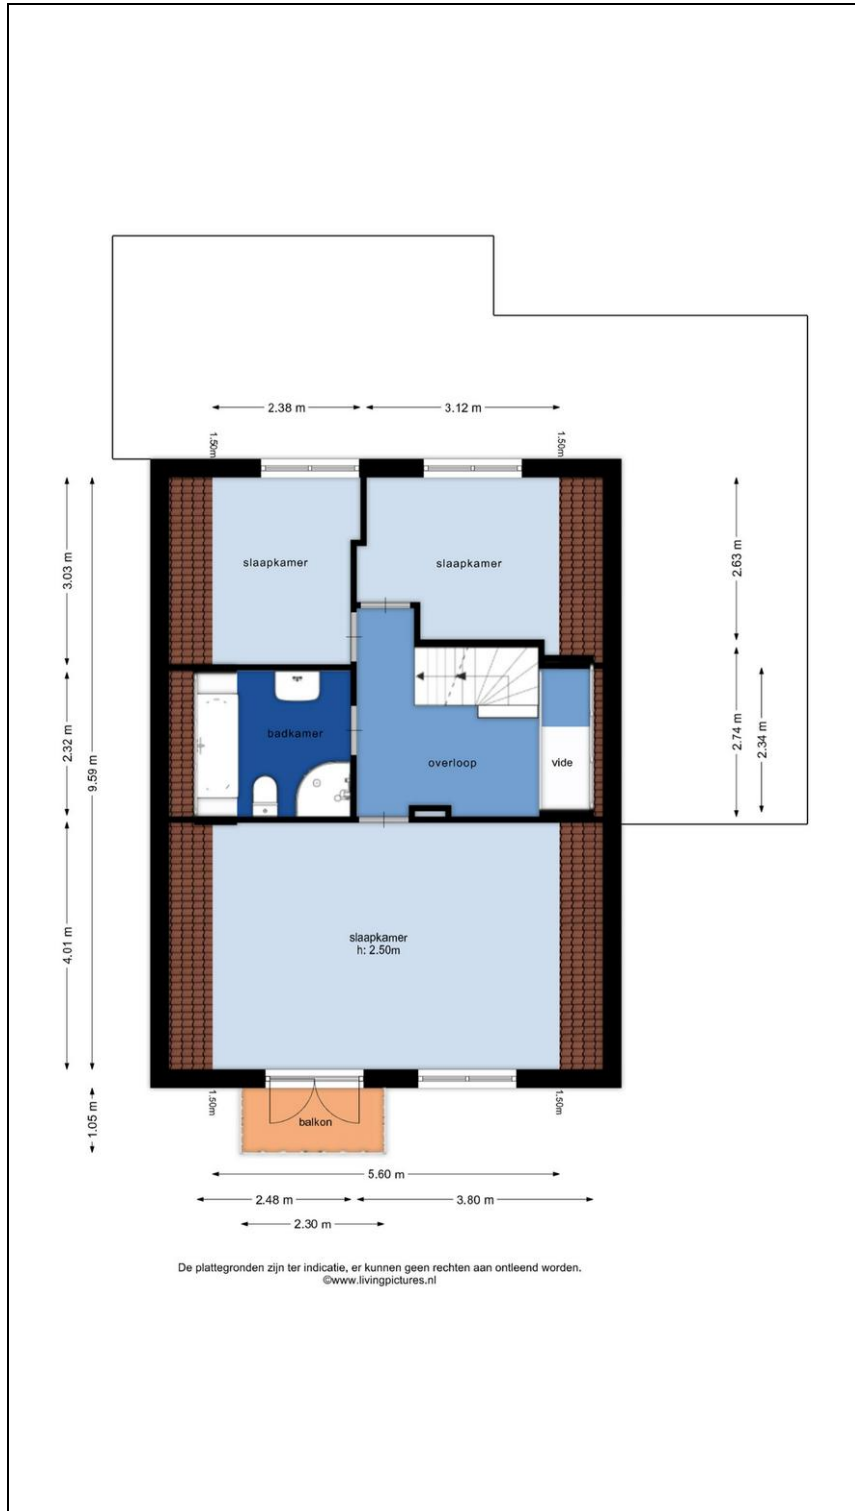 2.38 m
3.12 m
1.50m
1.50m
slaapkamer
slaapkamer
3.03 m
2.63 m
2.32 m
9.59 m
2.74 m
2.34 m
badkamer
overloop
vide
4.01 m
slaapkamer
h: 2.50m
1.50m
1.50m
1.05 m
balkon
5.60 m
2.48 m
3.80 m
2.30 m
De plattegronden zijn ter indicatie, er kunnen geen rechten aan ontleend worden.
©www.livingpictures.nl